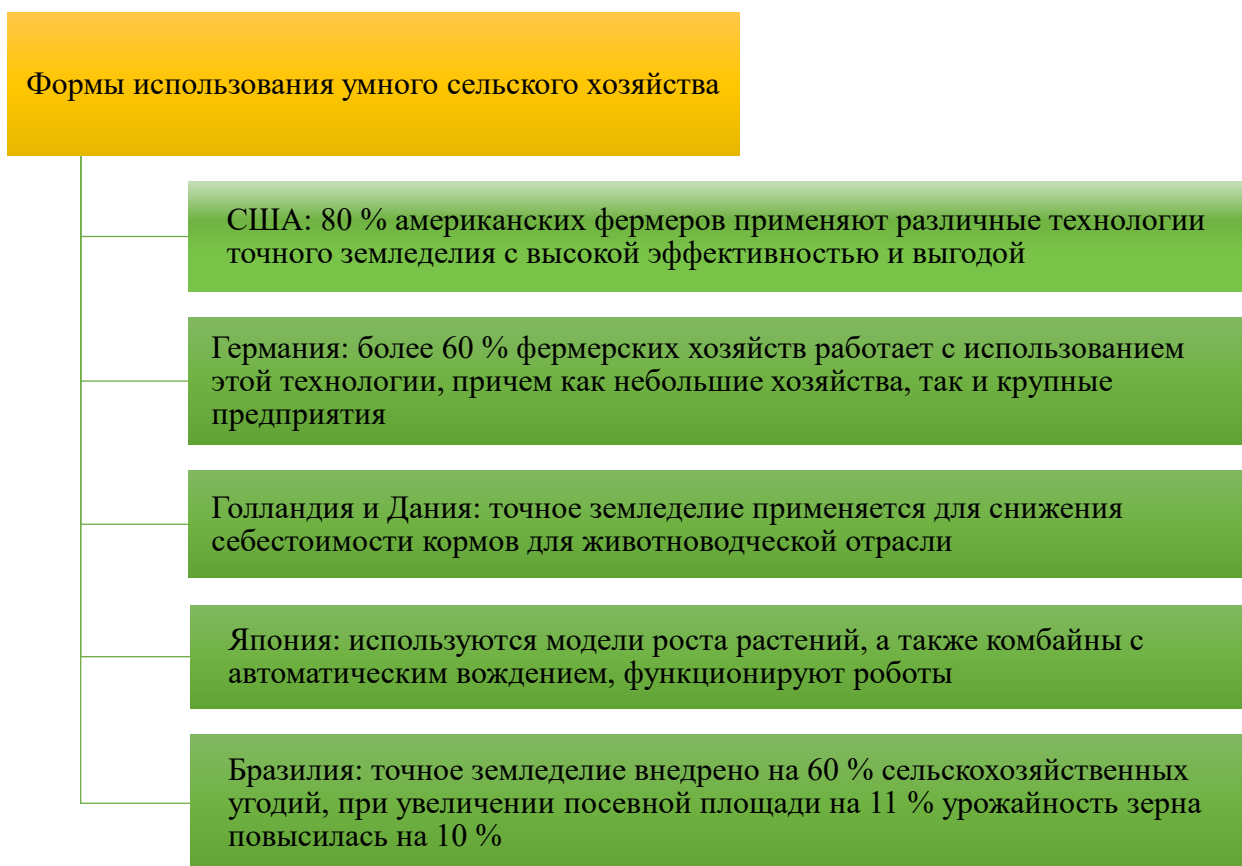 Формы использования умного сельского хозяйства
США: 80 % американских фермеров применяют различные технологии
точного земледелия с высокой эффективностью и выгодой
Германия: более 60 % фермерских хозяйств работает с использованием
этой технологии, причем как небольшие хозяйства, так и крупные
предприятия
Голландия и Дания: точное земледелие применяется для снижения
себестоимости кормов для животноводческой отрасли
Япония: используются модели роста растений, а также комбайны с
автоматическим вождением, функционируют роботы
Бразилия: точное земледелие внедрено на 60 % сельскохозяйственных
угодий, при увеличении посевной площади на 11 % урожайность зерна
повысилась на 10 %